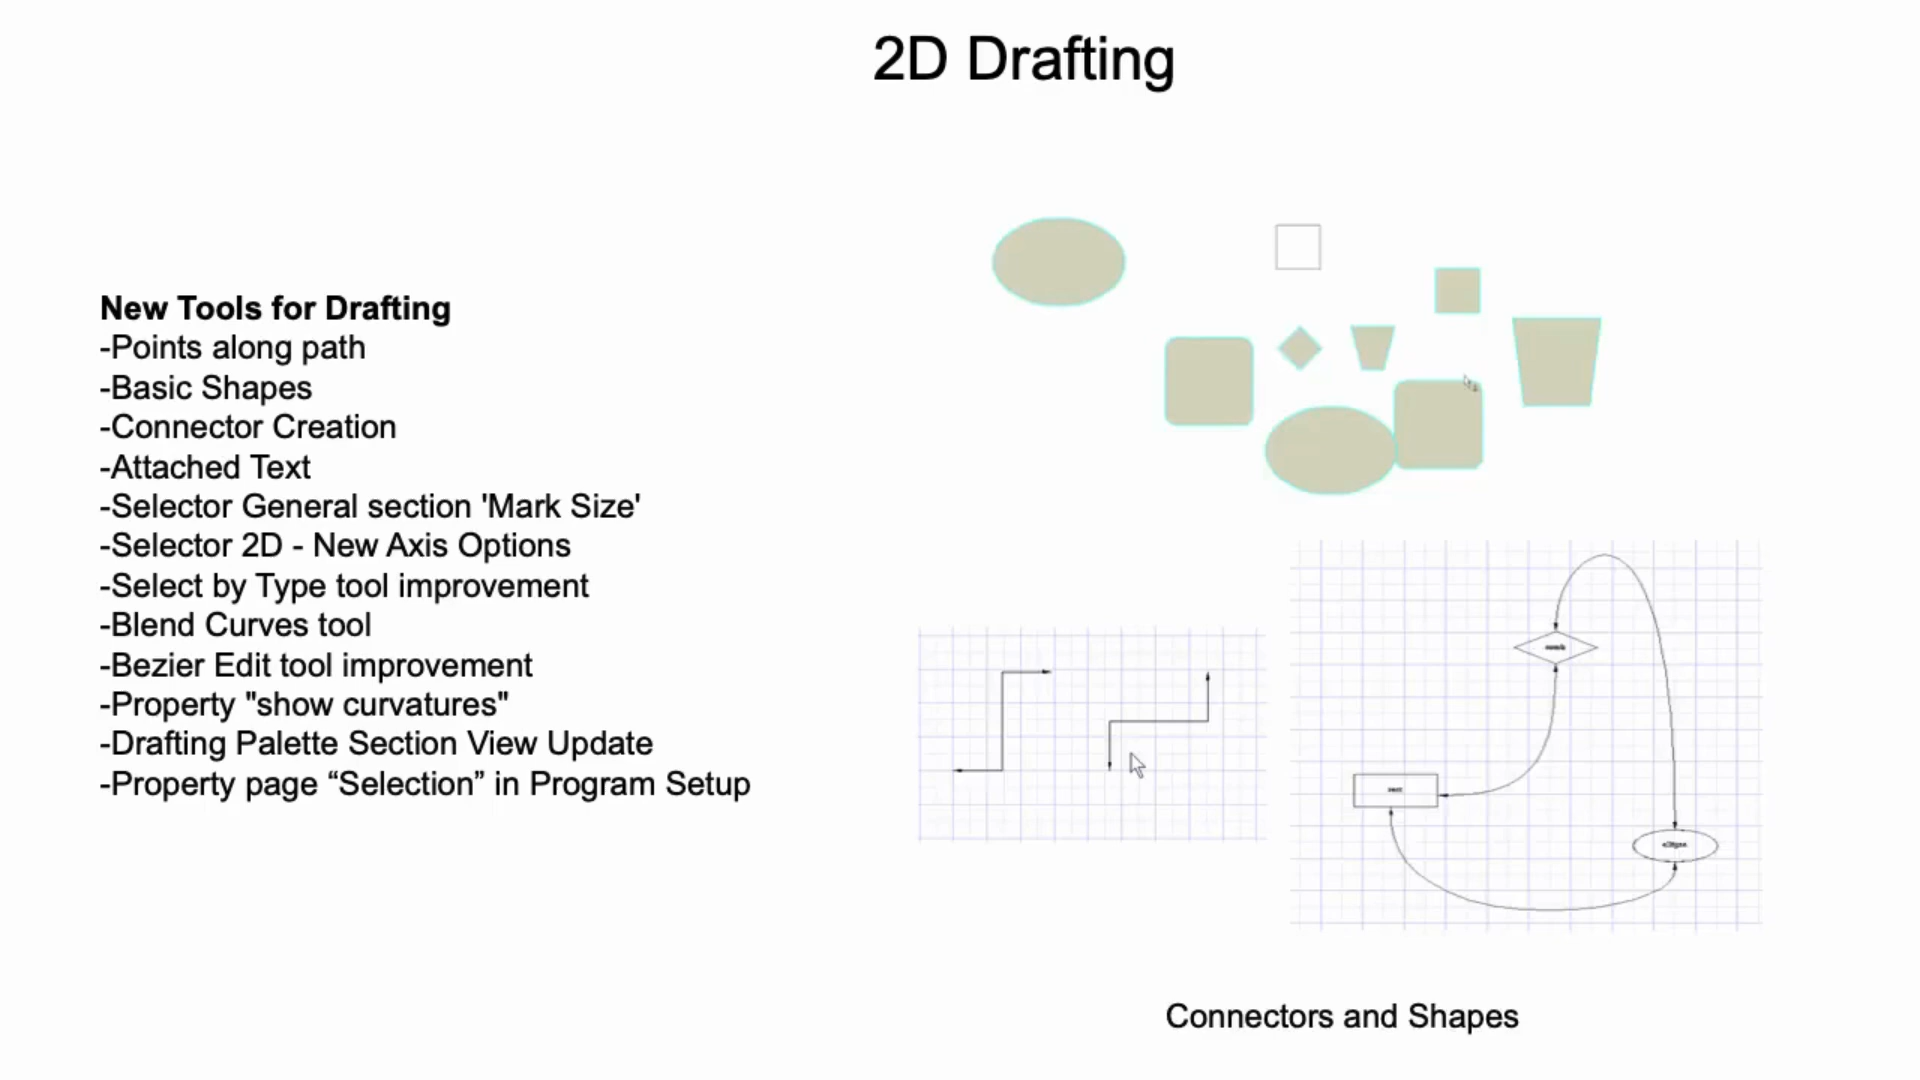 2D Drafting
New Tools for Drafting
-Points along path
-Basic Shapes
-Connector Creation
-Attached Text
-Selector General section 'Mark Size'
-Selector 2D - New Axis Options
-Select by Type tool improvement
-Blend Curves tool
-Bezier Edit tool improvement
-Property "show curvatures"
-Drafting Palette Section View Update
-Property page “Selection” in Program Setup
Connectors and Shapes